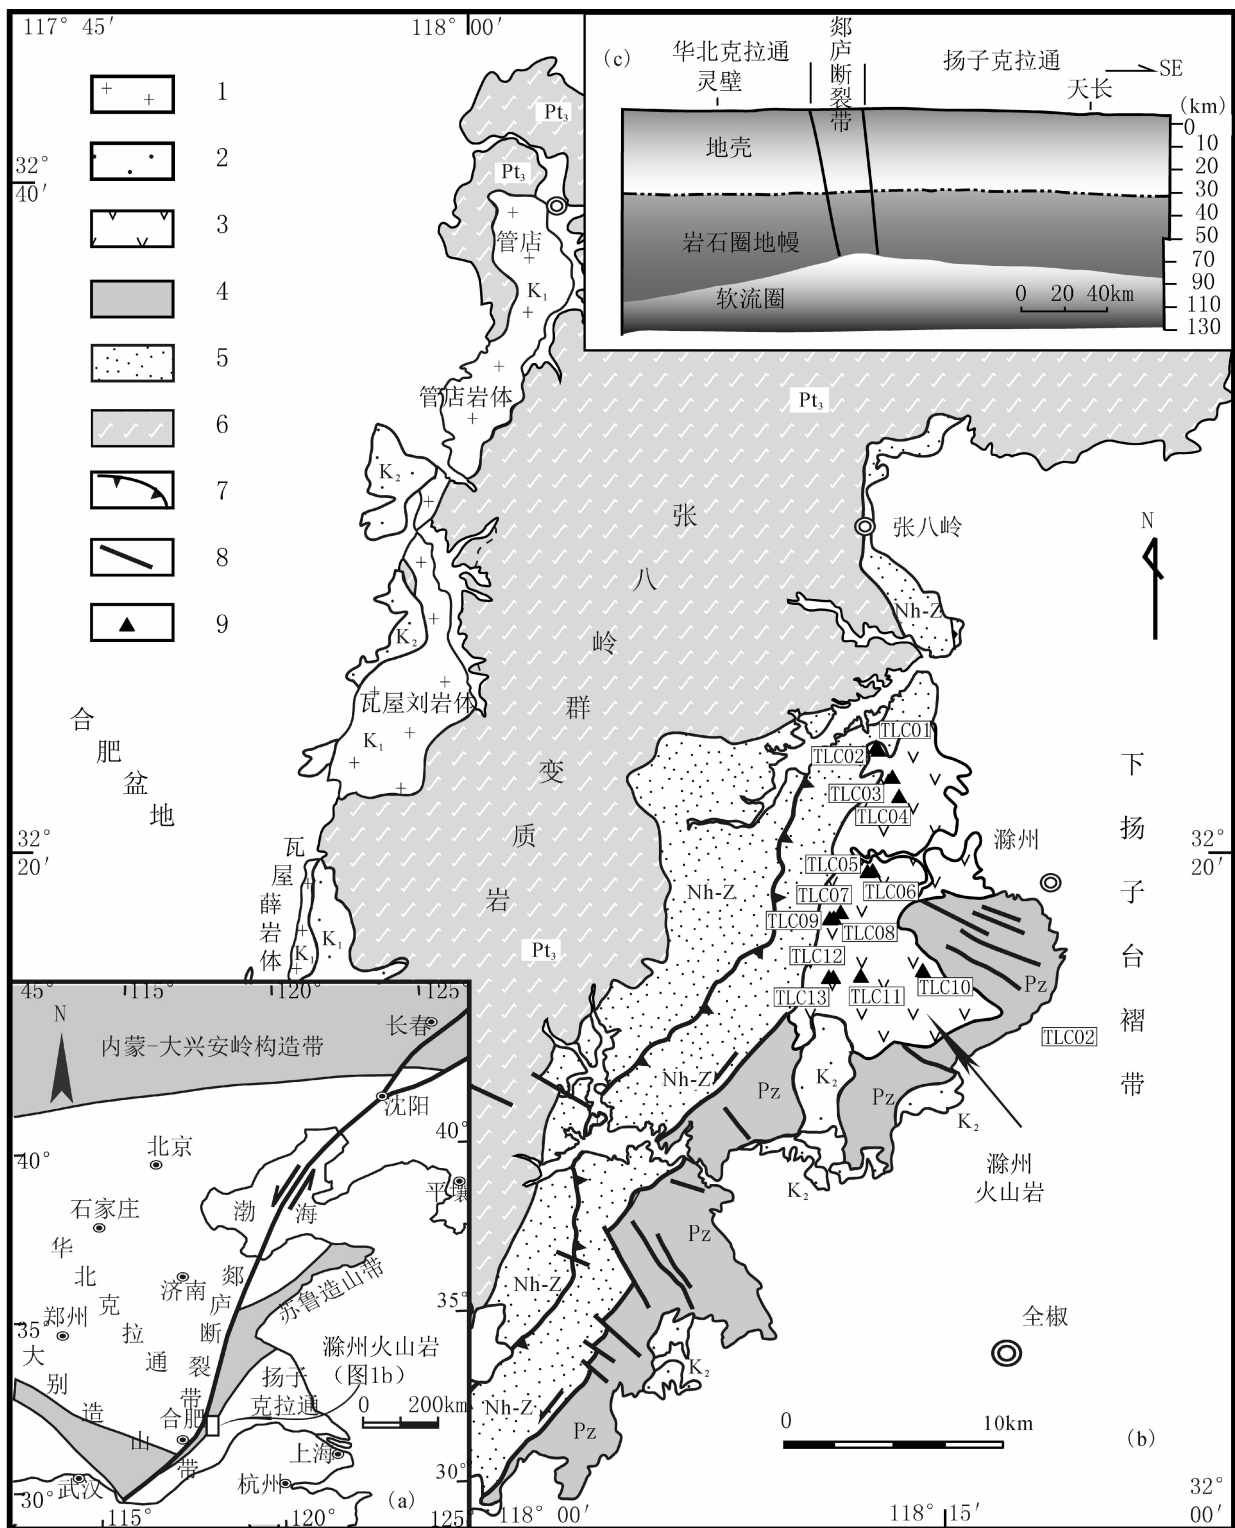 117° 45′
118° 00′
32°
40′
1
2
3
4
5
6
7
8
9
(c)
华北克拉通
灵璧
郯庐断裂带
扬子克拉通
SE
天长
(km)
地壳
岩石圈地幔
软流圈
0 20 40km
0
10
20
30
40
50
70
90
110
130
Pt₃
Pt₃
管店
K₁
管店岩体
Pt₃
K₂
张八岭群变质岩
张八岭
N
Nh-Z
K₂
瓦屋刘岩体
K₁
合肥盆地
TLC01
TLC02
TLC03
TLC04
TLC05
TLC06
TLC07
TLC08
TLC09
TLC10
TLC11
TLC12
TLC13
TLC02
下扬子台褶带
滁州
32°
20′
32°
20′
瓦屋薛岩体
K₁
K₁
Nh-Z
Pt₃
Pz
Nh-Z
Pz
K₂
Pz
K₂
K₂
滁州
火山岩
Pz
Nh-Z
K₂
Nh-Z
Pz
全椒
0 10km
(b)
118° 00′
118° 15′
32°
00′
45°
115°
120°
125°
N
长春
内蒙-大兴安岭构造带
沈阳
北京
40°
40°
石家庄
渤海
平壤
华北克拉通
济南
郯庐断裂带
苏鲁造山带
郑州
35°
35°
滁州火山岩
(图1b)
大别造山带
扬子
克拉通
0 200km
合肥
上海
武汉
杭州
30°
30°
(a)
115°
120°
125°